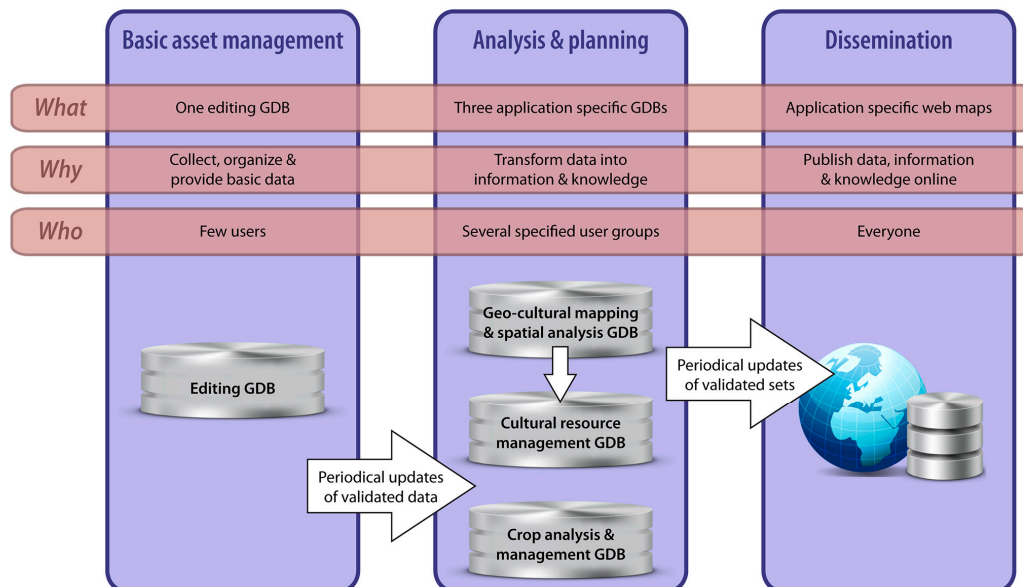 Basic asset management
Analysis & planning
Dissemination
What
One editing GDB
Three application specific GDBs
Application specific web maps
Why
Collect, organize &
provide basic data
Transform data into
information & knowledge
Publish data, information
& knowledge online
Who
Few users
Several specified user groups
Everyone
Geo-cultural mapping
& spatial analysis GDB
Editing GDB
Periodical updates
of validated sets
Cultural resource
management GDB
Periodical updates
of validated data
Crop analysis &
management GDB